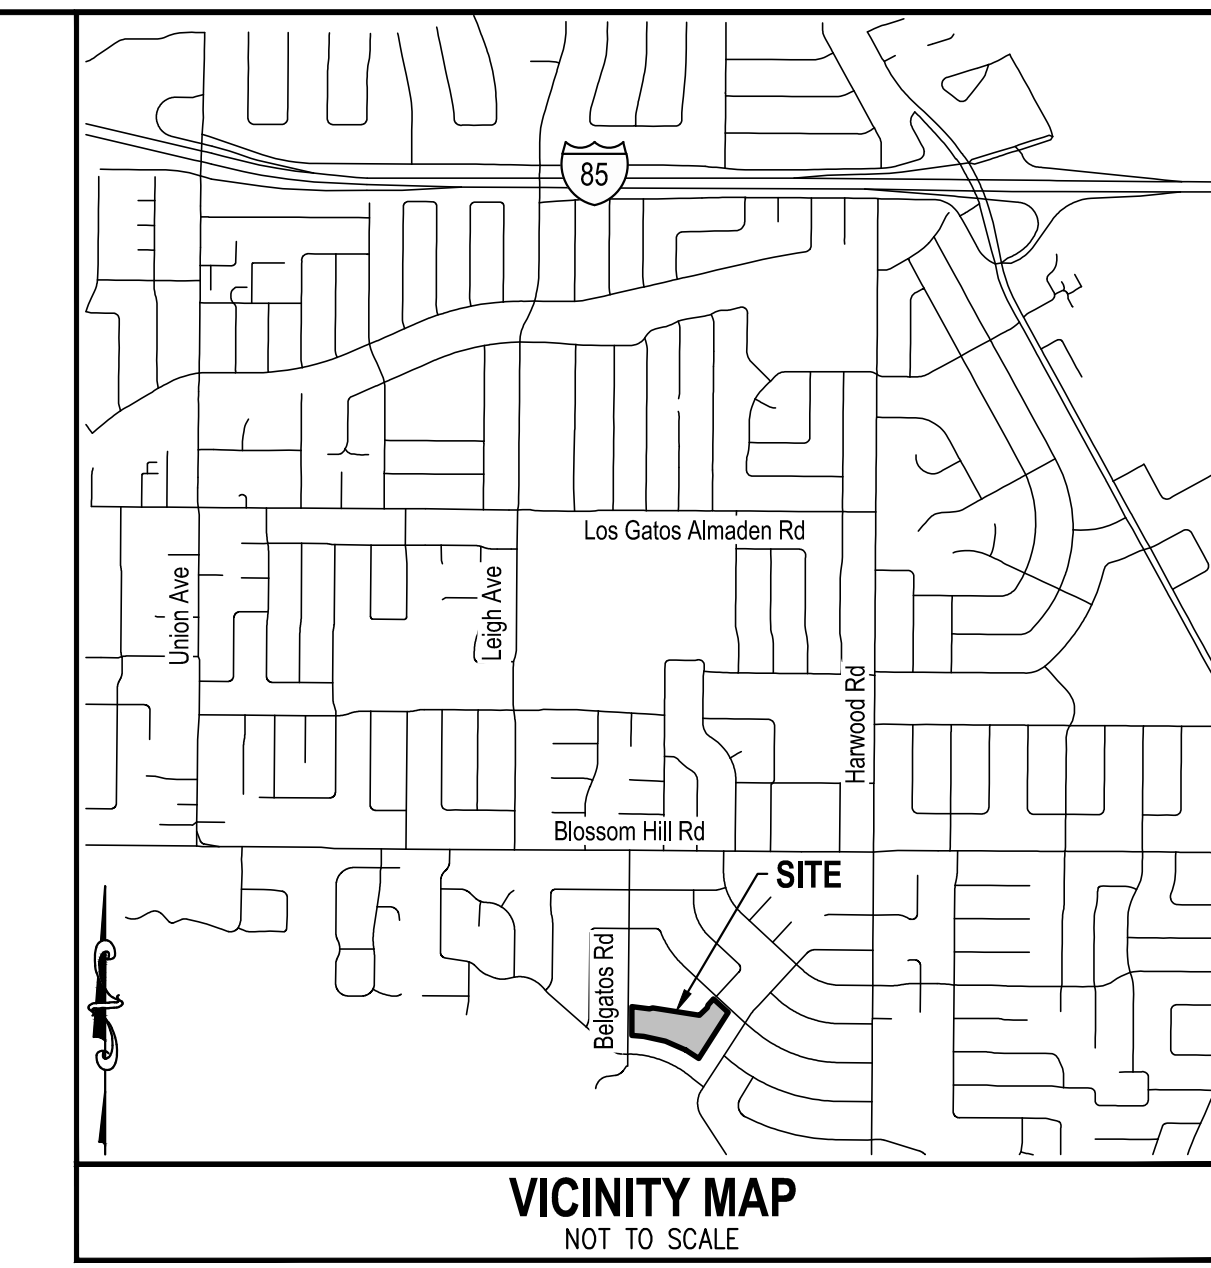 85
Los Gatos Almaden Rd
Union Ave
Leigh Ave
Harwood Rd
Blossom Hill Rd
SITE
Belgatos Rd
VICINITY MAP
NOT TO SCALE